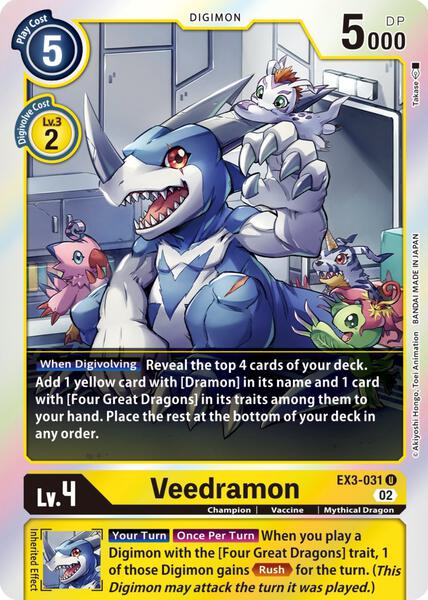 Play Cost
5
DIGIMON
DP
5000
Digivolve Cost
Lv.3
2
Takase
©Akiyoshi Hongo, Toei Animation BANDAI MADE IN JAPAN
When Digivolving Reveal the top 4 cards of your deck.
Add 1 yellow card with [Dramon] in its name and 1 card
with [Four Great Dragons] in its traits among them to
your hand. Place the rest at the bottom of your deck in
any order.
EX3-031 U
02
Lv.4
Veedramon
Champion | Vaccine | Mythical Dragon
Inherited Effect
Your Turn Once Per Turn When you play a
Digimon with the [Four Great Dragons] trait, 1
of those Digimon gains Rush for the turn. (This
Digimon may attack the turn it was played.)